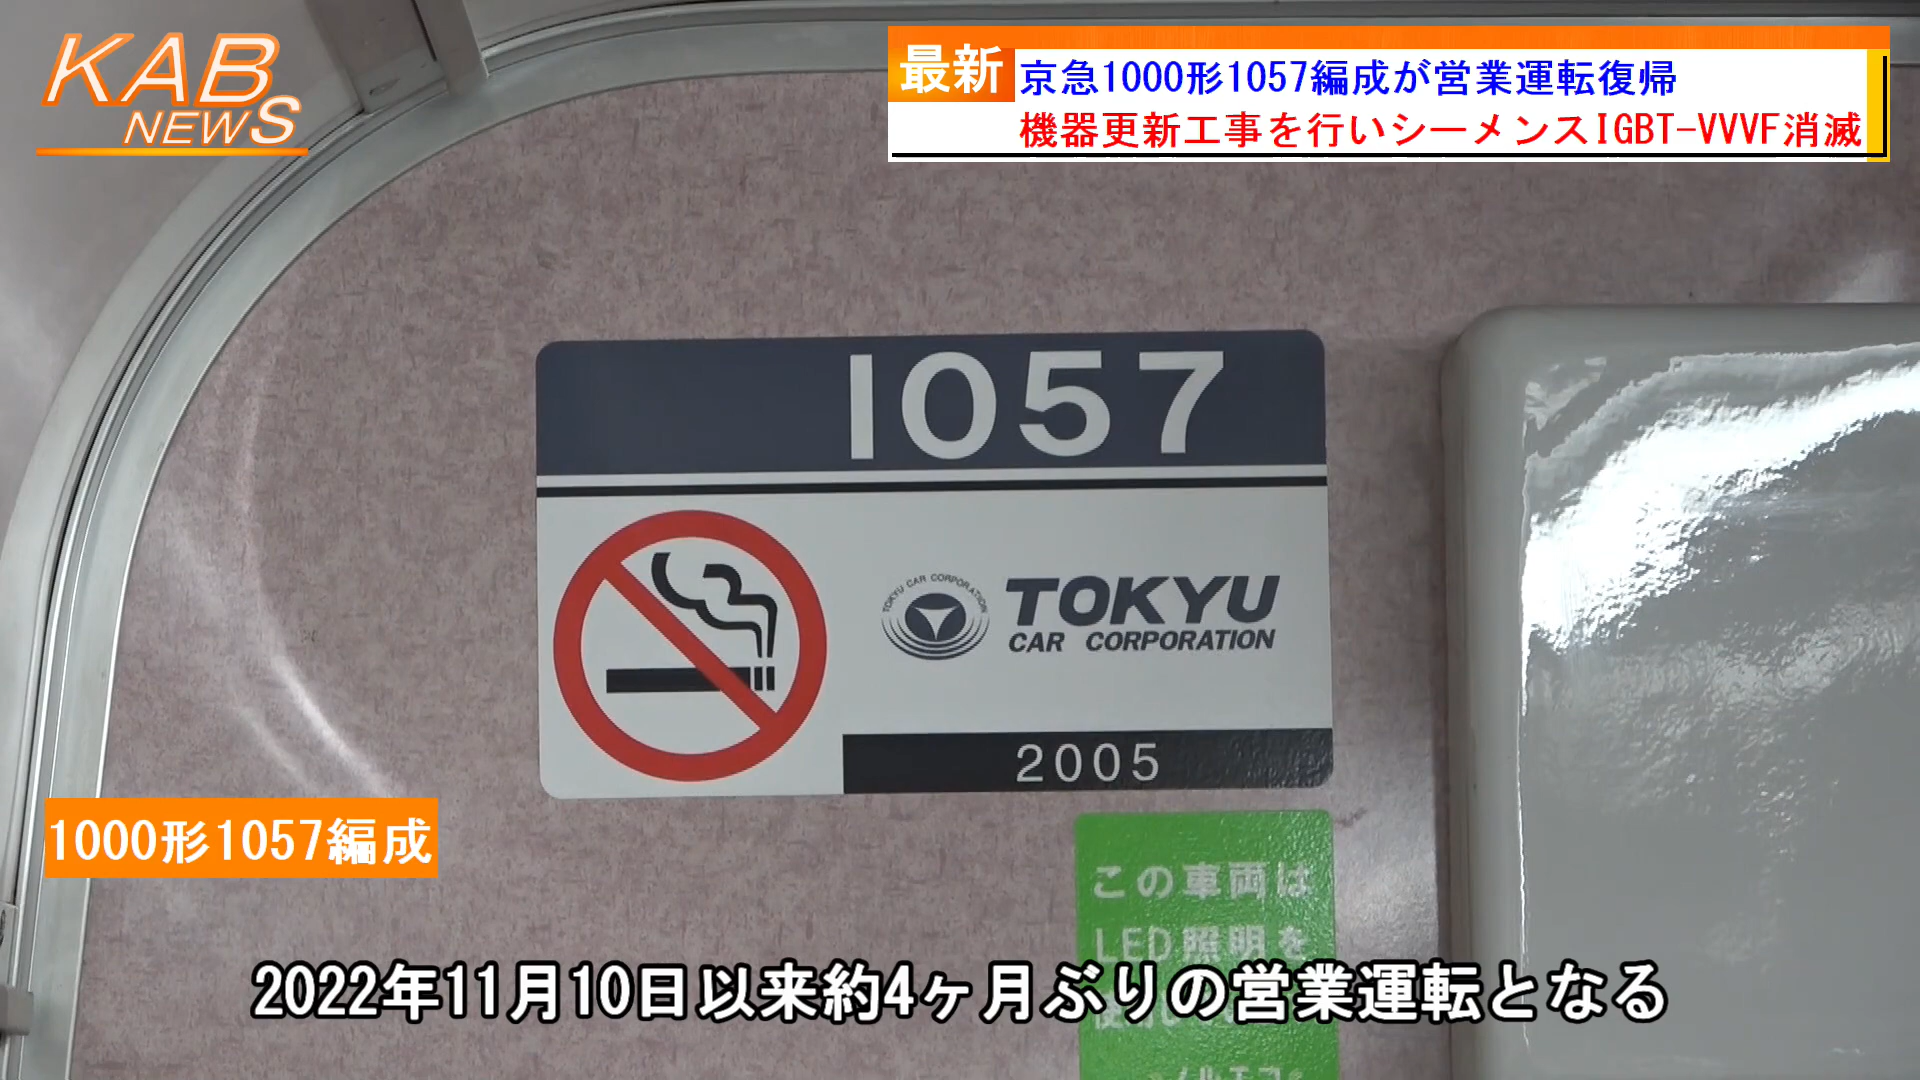 KAB
NEWS
最新
京急1000形1057編成が営業運転復帰
機器更新工事を行いシーメンスIGBT-VVVF消滅
1057
TOKYU CAR CORPORATION
TOKYU
CAR CORPORATION
2005
1000形1057編成
この車両は
LED照明を
2022年11月10日以来約4ヶ月ぶりの営業運転となる